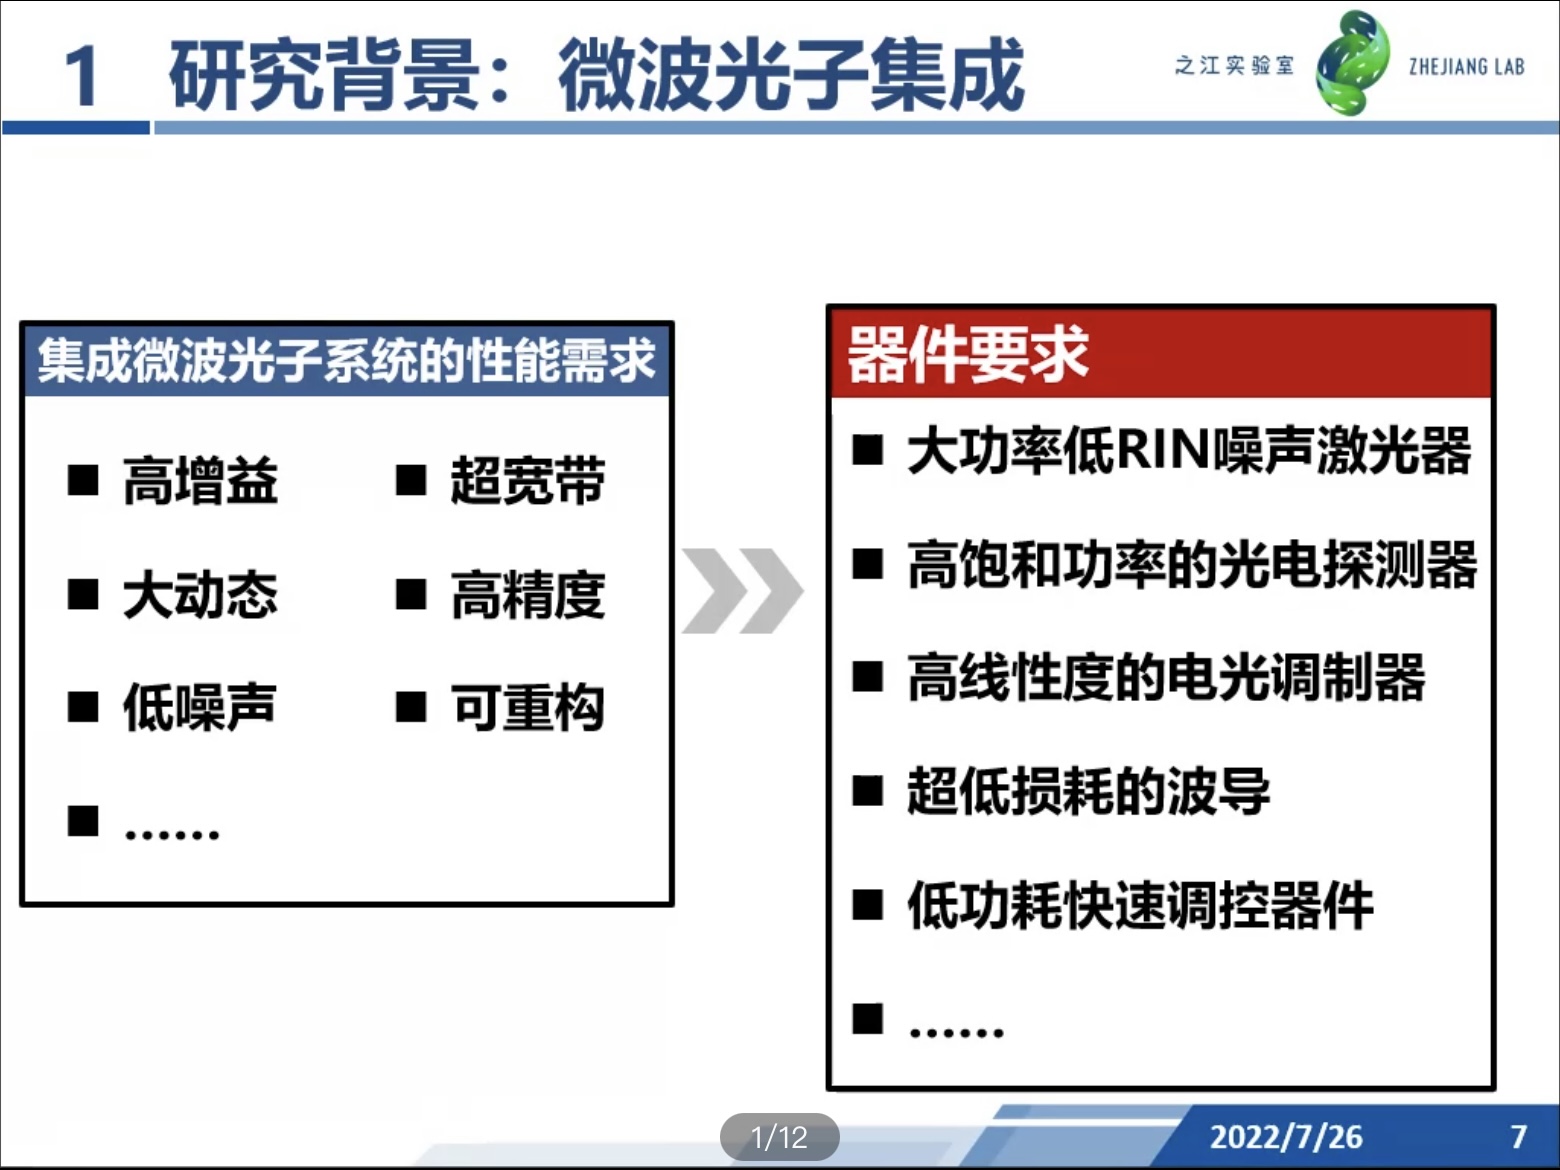 1 研究背景：微波光子集成
之江实验室 ZHEJIANG LAB
集成微波光子系统的性能需求
■ 高增益
■ 超宽带
■ 大动态
■ 高精度
■ 低噪声
■ 可重构
■ ……
器件要求
■ 大功率低RIN噪声激光器
■ 高饱和功率的光电探测器
■ 高线性度的电光调制器
■ 超低损耗的波导
■ 低功耗快速调控器件
■ ……
1/12
2022/7/26 7